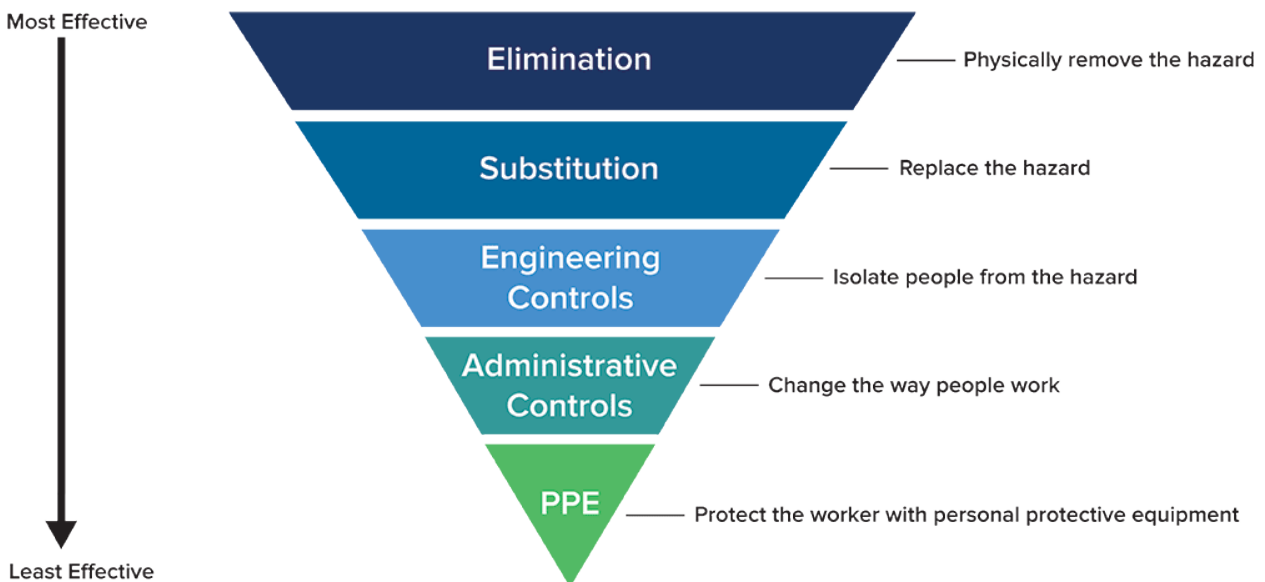 Most Effective
Elimination
Physically remove the hazard
Substitution
Replace the hazard
Engineering
Controls
Isolate people from the hazard
Administrative
Controls
Change the way people work
PPE
Protect the worker with personal protective equipment
Least Effective